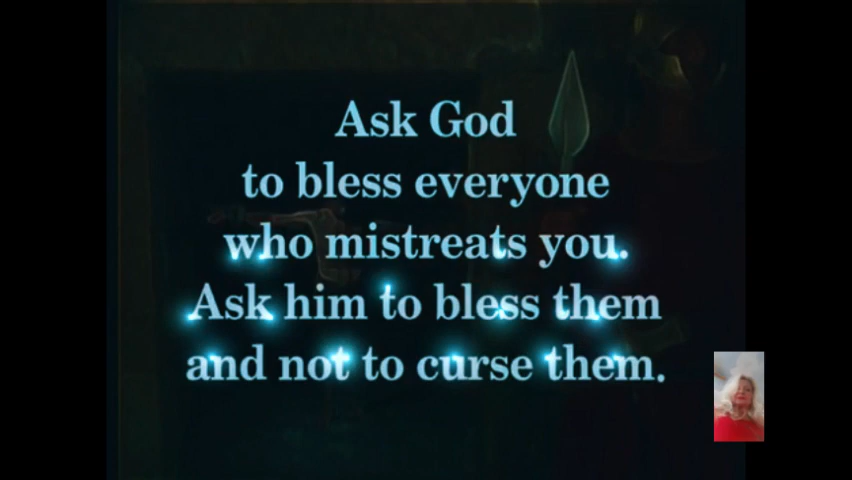 Ask God
to bless everyone
who mistreats you.
Ask him to bless them
and not to curse them.